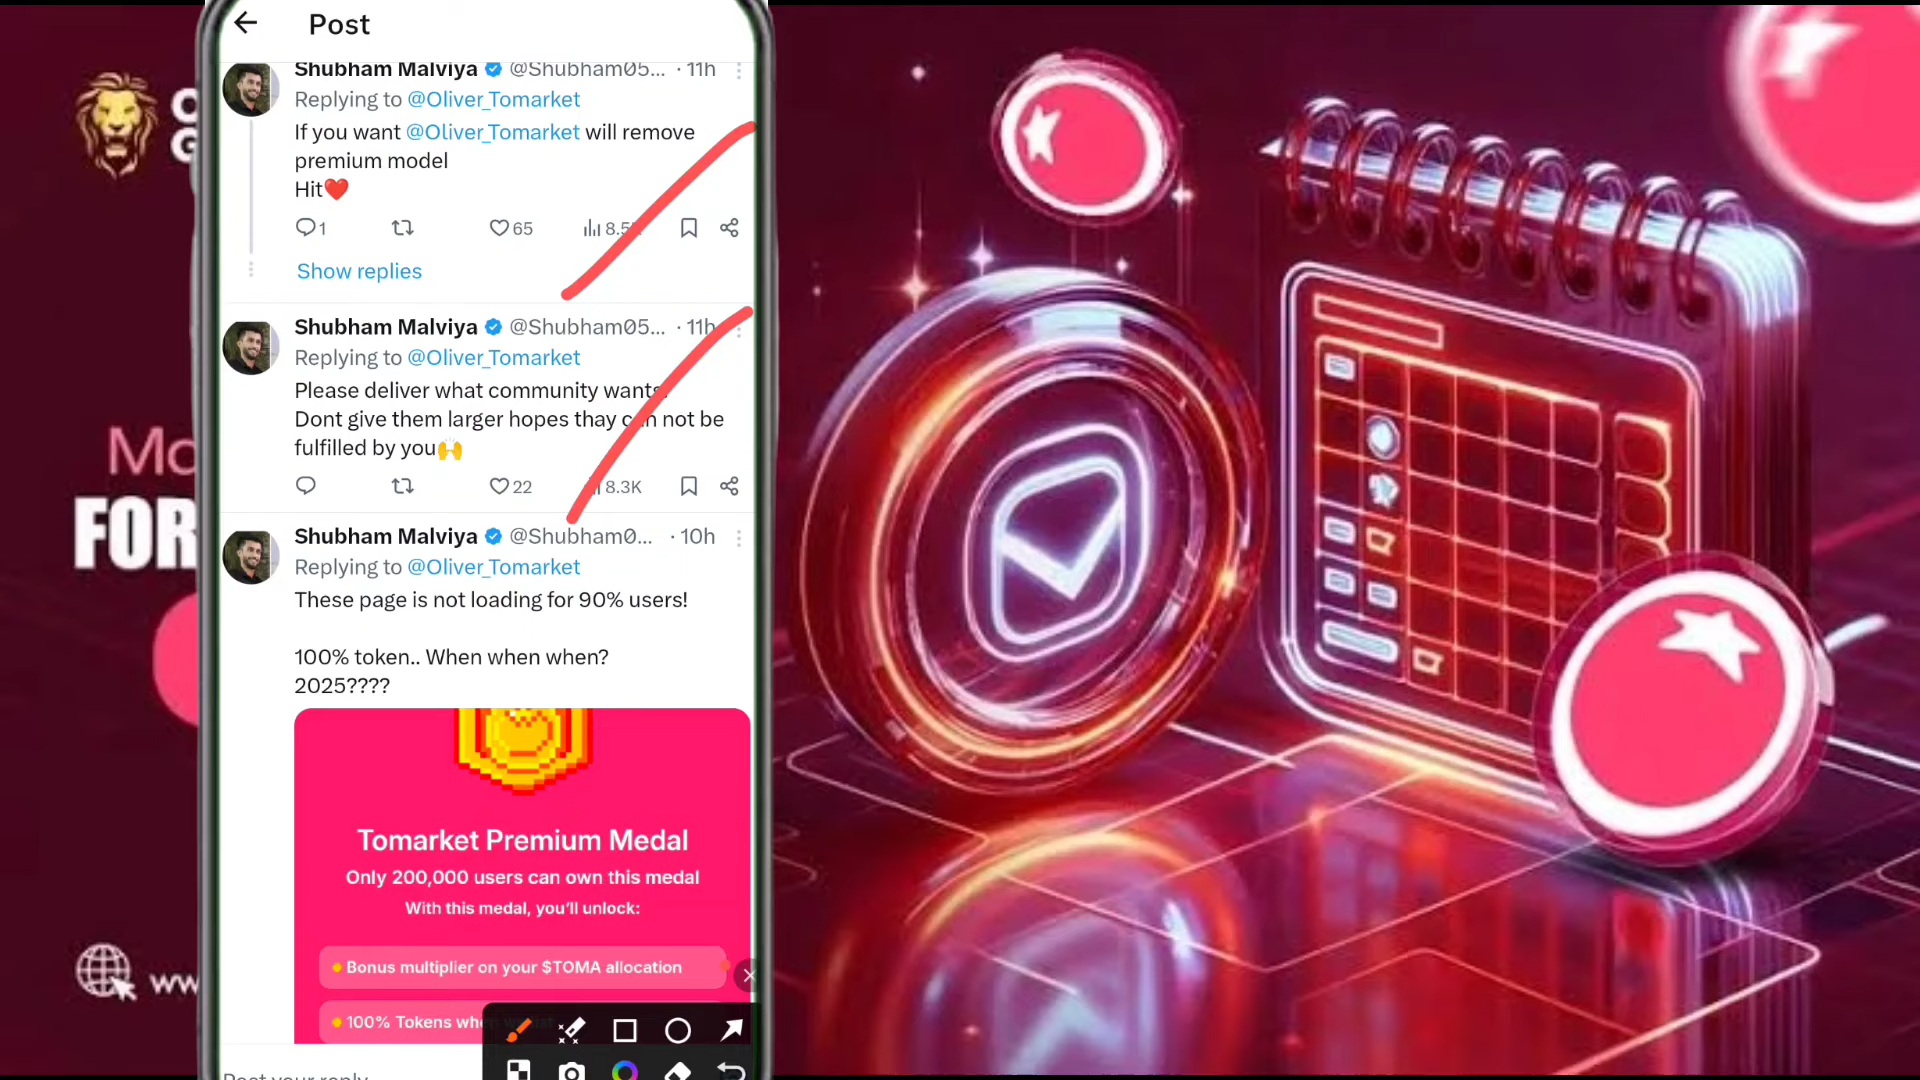 Post
Shubham Malviya @Shubham05... · 11h
Replying to @Oliver_Tomarket
If you want @Oliver_Tomarket will remove
premium model
Hit❤️
1
65
Show replies
Shubham Malviya @Shubham05... · 11h
Replying to @Oliver_Tomarket
Please deliver what community wants
Dont give them larger hopes thay can not be
fulfilled by you🙌
22
8.3K
Shubham Malviya @Shubham0... · 10h
Replying to @Oliver_Tomarket
These page is not loading for 90% users!
100% token.. When when when?
2025????
Tomarket Premium Medal
Only 200,000 users can own this medal
With this medal, you'll unlock:
Bonus multiplier on your $TOMA allocation
100% Tokens
FOR
Post your reply